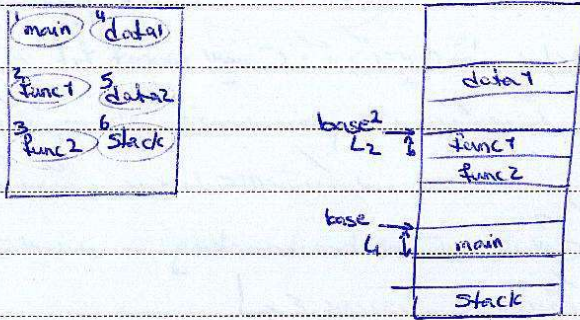 1 main 4 data1
2 func1 5 data2
3 func2 6 stack
data1
base2
L2
func1
func2
base
L1
main
stack